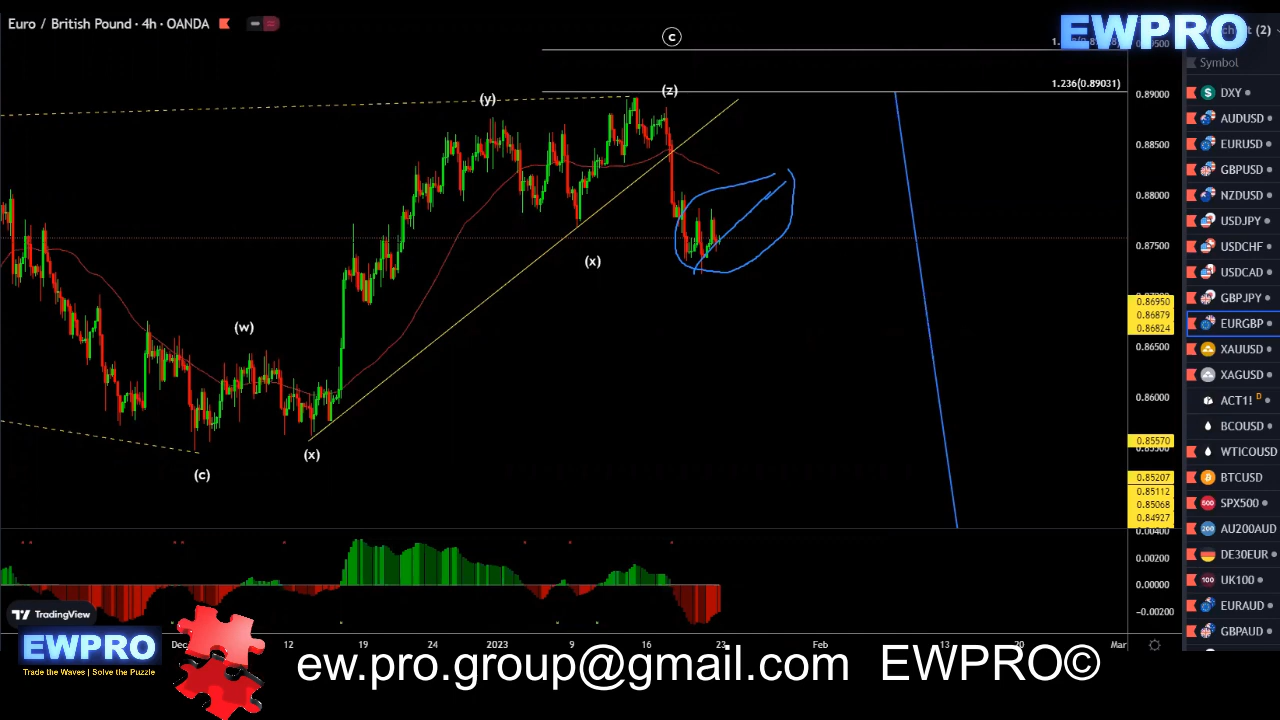 Euro / British Pound · 4h · OANDA
EWPRO
(2)
Symbol
c
1.236(0.89031)
(y)
(z)
(x)
(w)
(x)
(c)
0.89500
0.89000
0.88500
0.88000
0.87500
0.86950
0.86879
0.86824
0.86500
0.86000
0.85570
0.85207
0.85112
0.85068
0.84927
0.00400
0.00200
0.00000
−0.00200
DXY
AUDUSD
EURUSD
GBPUSD
NZDUSD
USDJPY
USDCHF
USDCAD
GBPJPY
EURGBP
XAUUSD
XAGUSD
ACT1! D
BCOUSD
WTICOUSD
BTCUSD
SPX500
AU200AUD
DE30EUR
UK100
EURAUD
GBPAUD
TradingView
12 19 24 2023 9 16 23 Feb 13 20 Mar
EWPRO
Trade the Waves | Solve the Puzzle
ew.pro.group@gmail.com EWPRO©